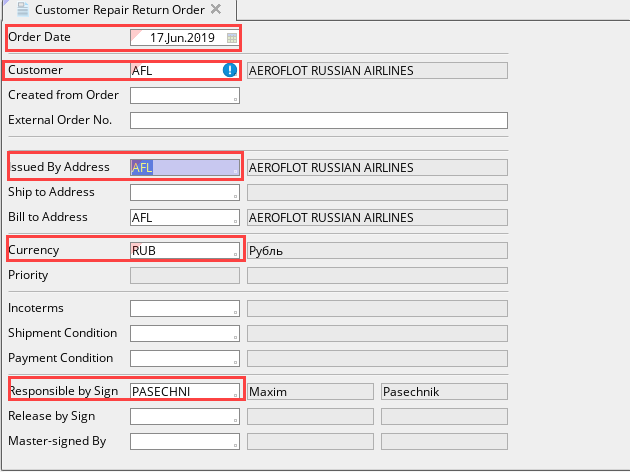 Customer Repair Return Order
Order Date 17.Jun.2019
Customer AFL AEROFLOT RUSSIAN AIRLINES
Created from Order
External Order No.
Issued By Address AFL AEROFLOT RUSSIAN AIRLINES
Ship to Address
Bill to Address AFL AEROFLOT RUSSIAN AIRLINES
Currency RUB Рубль
Priority
Incoterms
Shipment Condition
Payment Condition
Responsible by Sign PASECHNI Maxim Pasechnik
Release by Sign
Master-signed By